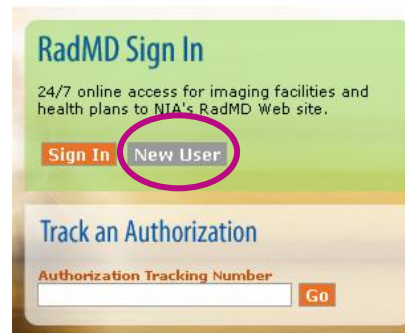 RadMD Sign In
24/7 online access for imaging facilities and
health plans to NIA's RadMD Web site.
Sign In New User
Track an Authorization
Authorization Tracking Number
Go